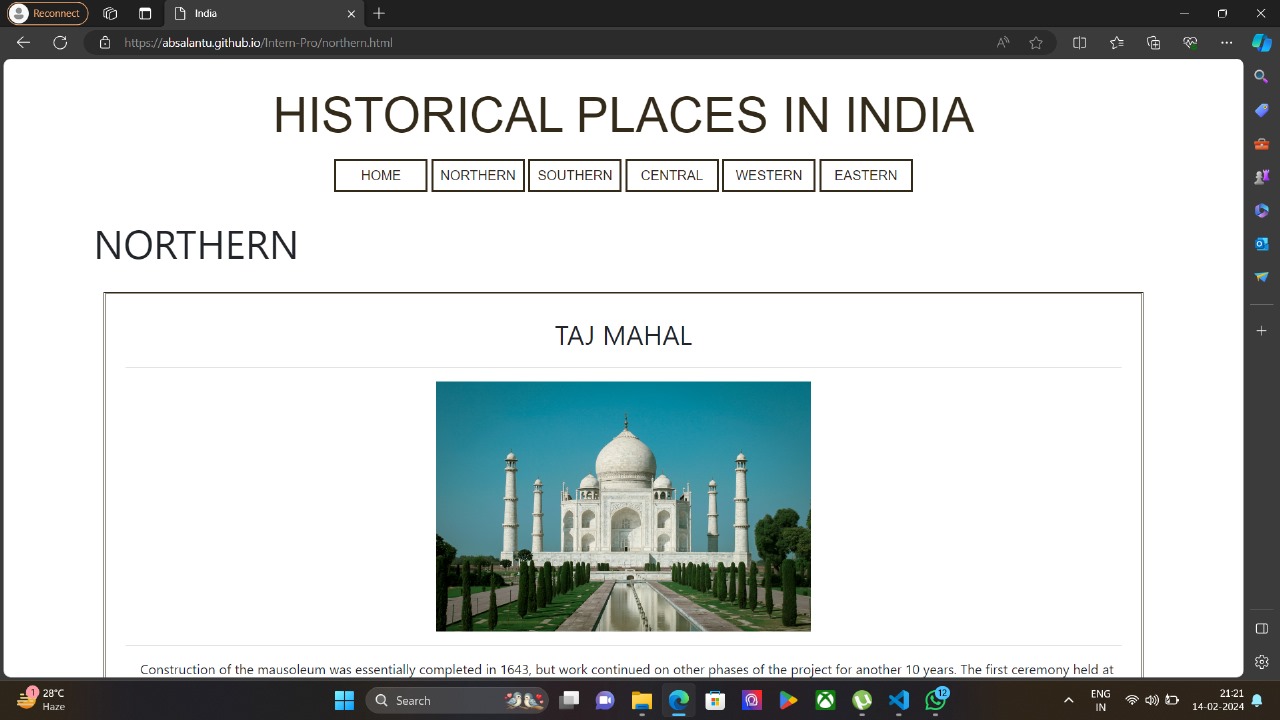 Reconnect
India
https://absalantu.github.io/Intern-Pro/northern.html
HISTORICAL PLACES IN INDIA
HOME NORTHERN SOUTHERN CENTRAL WESTERN EASTERN
NORTHERN
TAJ MAHAL
Construction of the mausoleum was essentially completed in 1643, but work continued on other phases of the project for another 10 years. The first ceremony held at
1
28°C
Haze
Search
12
ENG
IN
21:21
14-02-2024